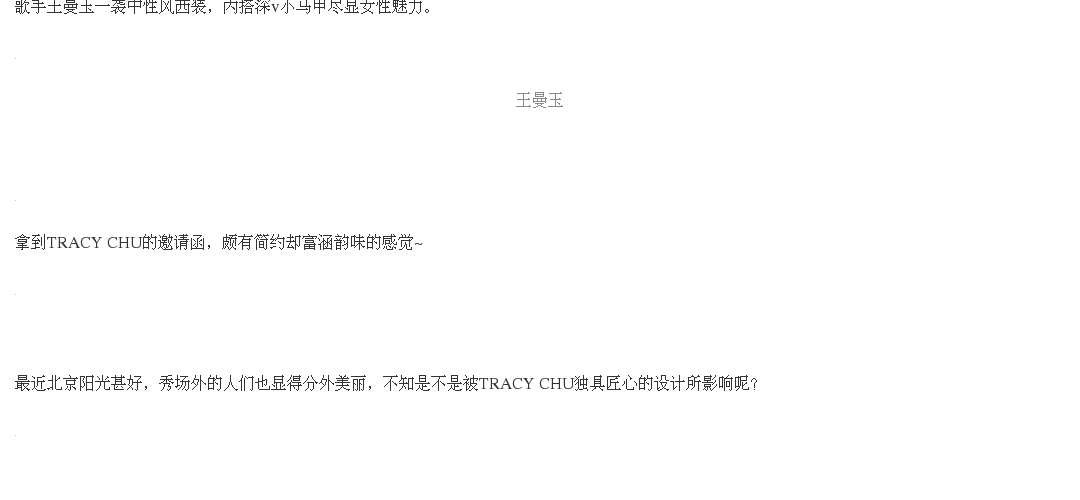 歌手王曼玉一袭中性风西装，内搭深v小马甲尽显女性魅力。
王曼玉
拿到TRACY CHU的邀请函，颇有简约却富涵韵味的感觉~
最近北京阳光甚好，秀场外的人们也显得分外美丽，不知是不是被TRACY CHU独具匠心的设计所影响呢？